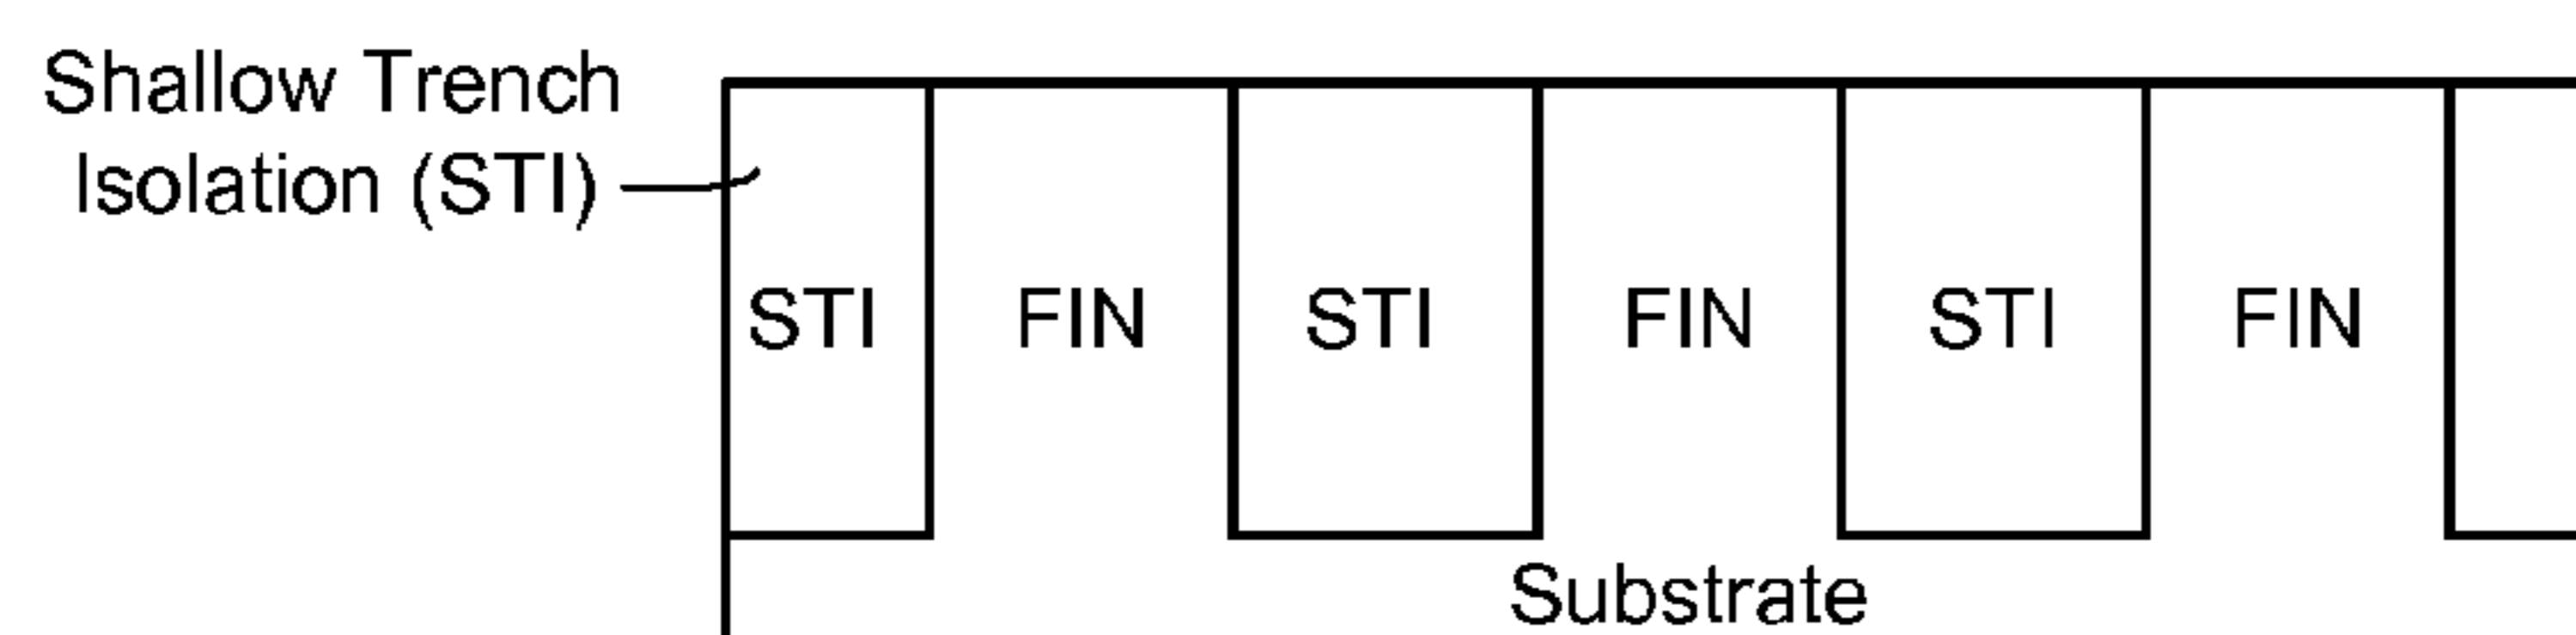 Shallow Trench
Isolation (STI)
STI FIN STI FIN STI FIN
Substrate